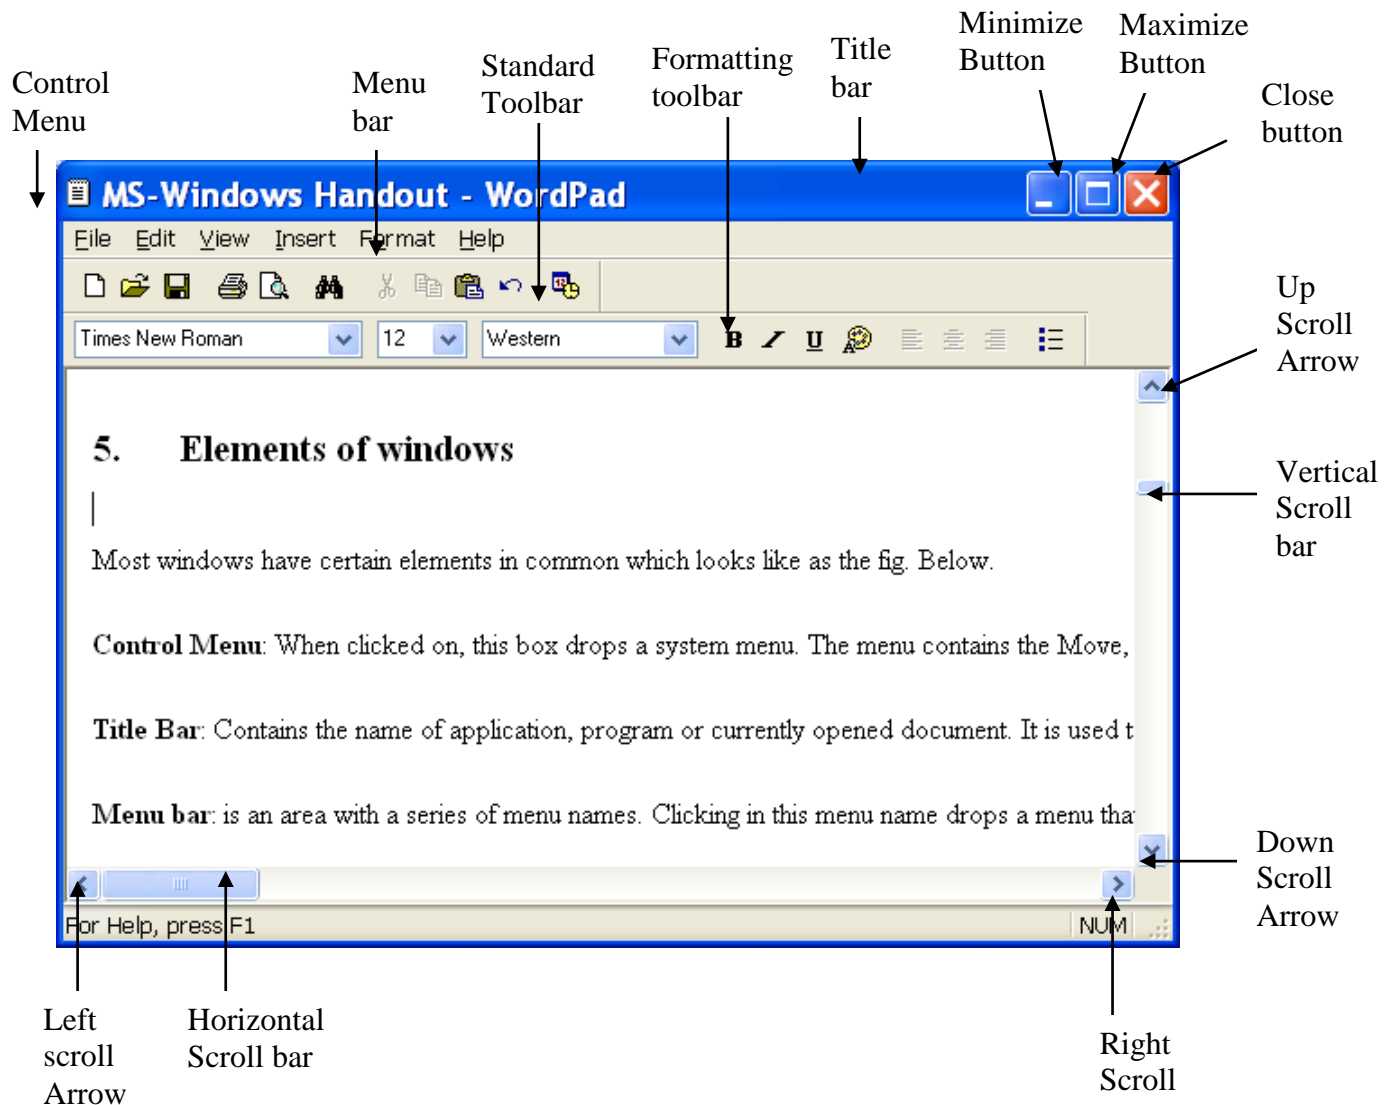 Minimize
Button
Maximize
Button
Title
bar
Formatting
toolbar
Standard
Toolbar
Menu
bar
Control
Menu
Close
button
MS-Windows Handout - WordPad
File Edit View Insert Format Help
Times New Roman 12 Western B I U
Up
Scroll
Arrow
5. Elements of windows
Vertical
Scroll
bar
Most windows have certain elements in common which looks like as the fig. Below.
Control Menu: When clicked on, this box drops a system menu. The menu contains the Move,
Title Bar: Contains the name of application, program or currently opened document. It is used t
Menu bar: is an area with a series of menu names. Clicking in this menu name drops a menu tha
Down
Scroll
Arrow
For Help, press F1 NUM
Left
scroll
Arrow
Horizontal
Scroll bar
Right
Scroll